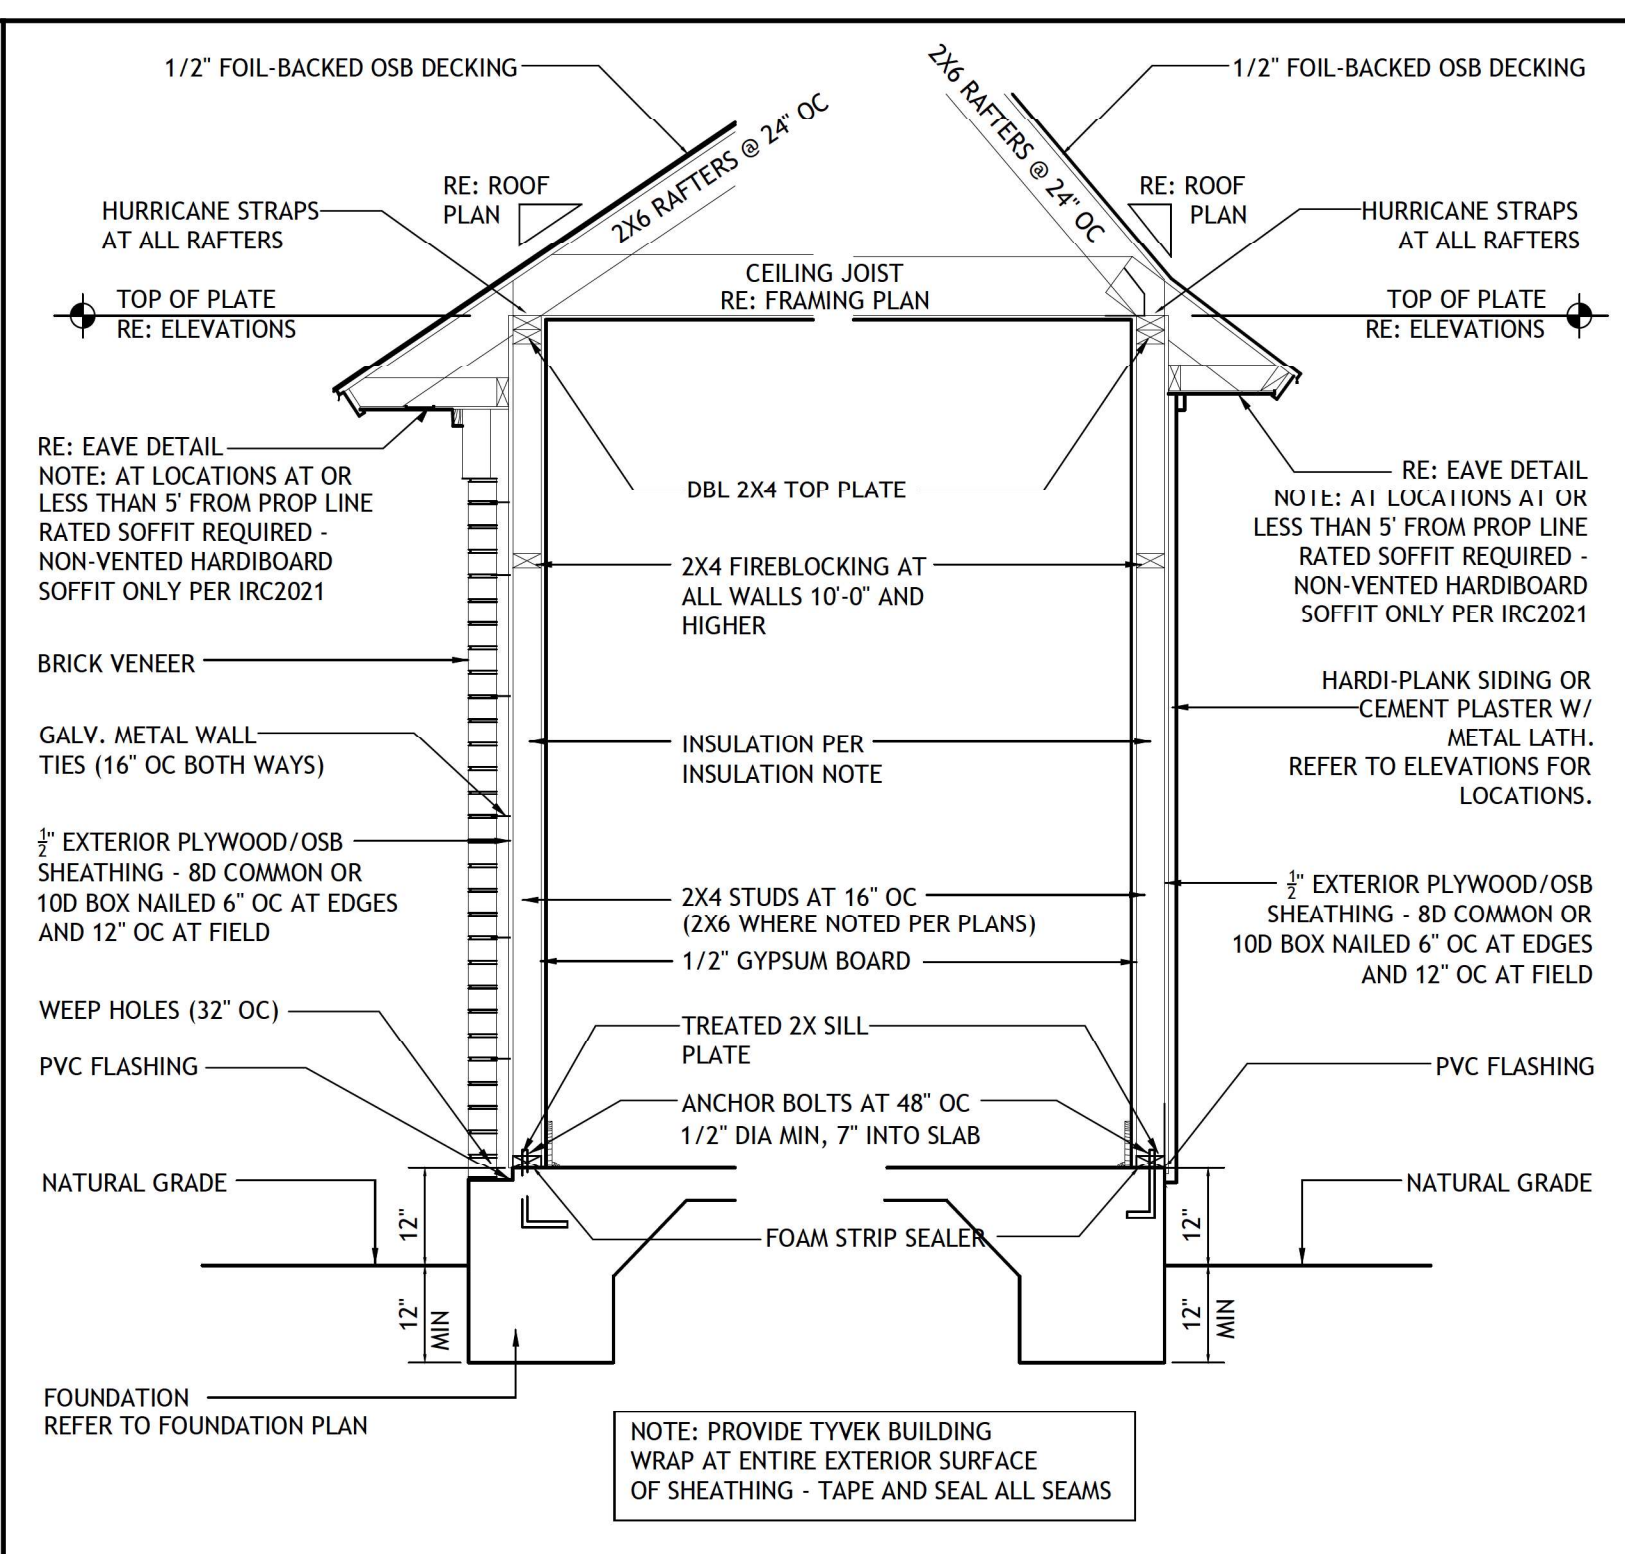 1/2" FOIL-BACKED OSB DECKING
1/2" FOIL-BACKED OSB DECKING
2X6 RAFTERS @ 24" OC
2X6 RAFTERS @ 24" OC
RE: ROOF
PLAN
RE: ROOF
PLAN
HURRICANE STRAPS
AT ALL RAFTERS
HURRICANE STRAPS
AT ALL RAFTERS
CEILING JOIST
RE: FRAMING PLAN
TOP OF PLATE
RE: ELEVATIONS
TOP OF PLATE
RE: ELEVATIONS
RE: EAVE DETAIL
NOTE: AT LOCATIONS AT OR
LESS THAN 5' FROM PROP LINE
RATED SOFFIT REQUIRED -
NON-VENTED HARDIBOARD
SOFFIT ONLY PER IRC2021
DBL 2X4 TOP PLATE
RE: EAVE DETAIL
NOTE: AT LOCATIONS AT OR
LESS THAN 5' FROM PROP LINE
RATED SOFFIT REQUIRED -
NON-VENTED HARDIBOARD
SOFFIT ONLY PER IRC2021
2X4 FIREBLOCKING AT
ALL WALLS 10'-0" AND
HIGHER
BRICK VENEER
HARDI-PLANK SIDING OR
CEMENT PLASTER W/
METAL LATH.
REFER TO ELEVATIONS FOR
LOCATIONS.
GALV. METAL WALL
TIES (16" OC BOTH WAYS)
INSULATION PER
INSULATION NOTE
½" EXTERIOR PLYWOOD/OSB
SHEATHING - 8D COMMON OR
10D BOX NAILED 6" OC AT EDGES
AND 12" OC AT FIELD
2X4 STUDS AT 16" OC
(2X6 WHERE NOTED PER PLANS)
1/2" GYPSUM BOARD
½" EXTERIOR PLYWOOD/OSB
SHEATHING - 8D COMMON OR
10D BOX NAILED 6" OC AT EDGES
AND 12" OC AT FIELD
WEEP HOLES (32" OC)
TREATED 2X SILL
PLATE
PVC FLASHING
PVC FLASHING
ANCHOR BOLTS AT 48" OC
1/2" DIA MIN, 7" INTO SLAB
NATURAL GRADE
NATURAL GRADE
12"
12"
FOAM STRIP SEALER
12"
MIN
12"
MIN
FOUNDATION
REFER TO FOUNDATION PLAN
NOTE: PROVIDE TYVEK BUILDING
WRAP AT ENTIRE EXTERIOR SURFACE
OF SHEATHING - TAPE AND SEAL ALL SEAMS